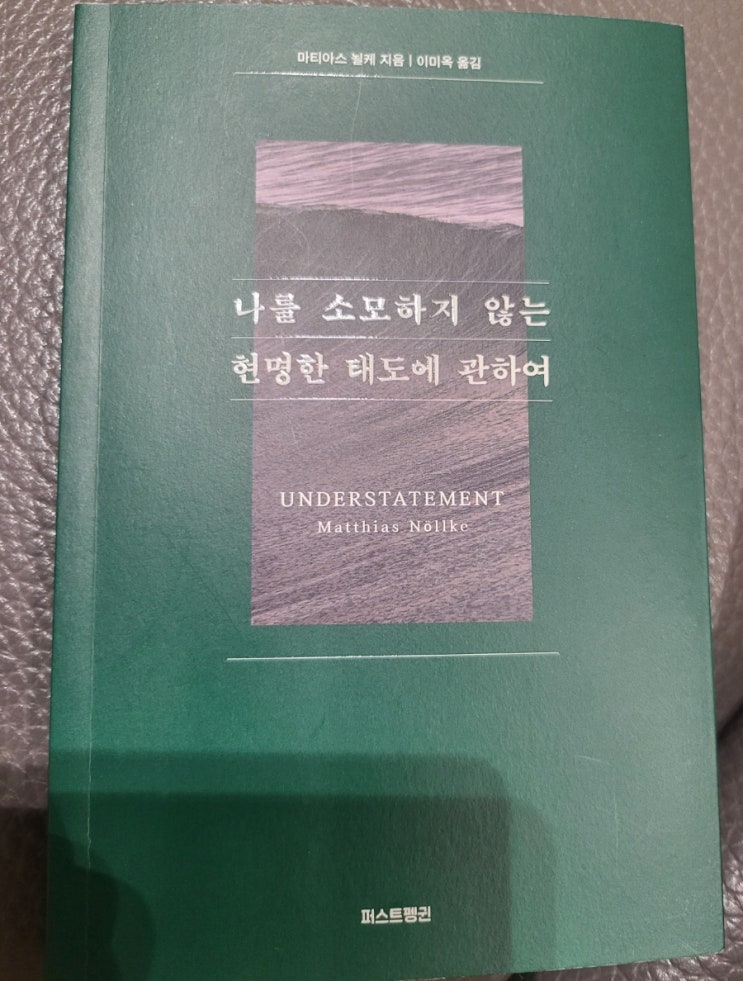 마티아스 뇔케 지음 | 이미옥 옮김
나를 소모하지 않는
현명한 태도에 관하여
UNDERSTATEMENT
Matthias Nöllke
퍼스트펭귄